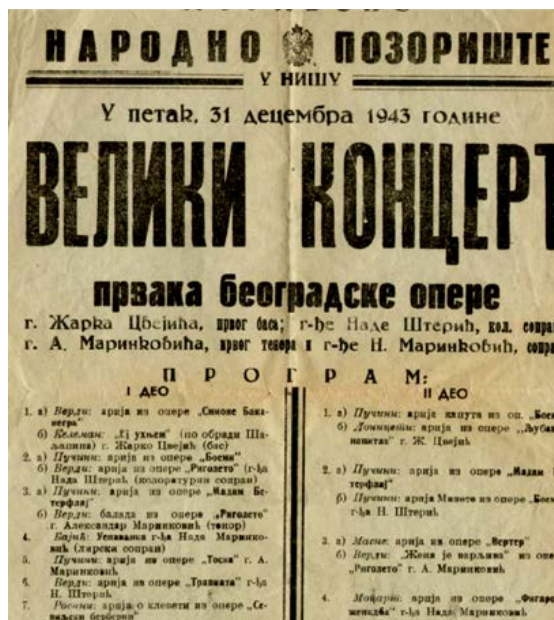 НАРОДНО ПОЗОРИШТЕ
У НИШУ
У петак, 31 децембра 1943 године
ВЕЛИКИ КОНЦЕРТ
првака београдске опере
г. Жарка Цвејића, првог баса; г-ђе Наде Штерић, кол. сопра
г. А. Маринковића, првог тенора и г-ђе Н. Маринковић, сопра
ПРОГРАМ:
I ДЕО
1. а) Верди: арија из опере „Симоне Бока-
негра"
б) Келеман: „Еј ухњем" (по обради Ша-
љапина) г. Жарко Цвејић (бас)
2. а) Пучини: арија из опере „Боеми"
б) Верди: арија из опере „Риголето" (г-ђа
Нада Штерић (колоратурни сопран)
3. а) Пучини: арија из опере „Мадам Бе-
терфлај"
б) Верди: балада из опере „Риголето"
г. Александар Маринковић (тенор)
4. Бајић: Успаванка г-ђа Нада Маринко-
вић (лирски сопран)
5. Пучини: арија из опере „Тоска" г. А.
Маринковић
6. Верди: арија из опере „Травиата" г-ђа
Н. Штерић
7. Росини: арија о клевети из опере „Се-
виљски берберин"
II ДЕО
1. а) Пучини: арија капута из оп. „Боем
б) Доницети: арија из опере „Љубав
напитак" г. Ж. Цвејић
2. а) Пучини: арија из опере „Мадам Б
терфлај"
б) Пучини: арија Мизете из опере „Боем
г-ђа Н. Штерић
3. а) Масне: арија из опере „Вертер"
б) Верди: „Жена је варљива" из опе
„Риголето" г. А. Маринковић
4. Моцарт: арија из опере „Фигаро
женидба" г-ђа Нада Маринковић